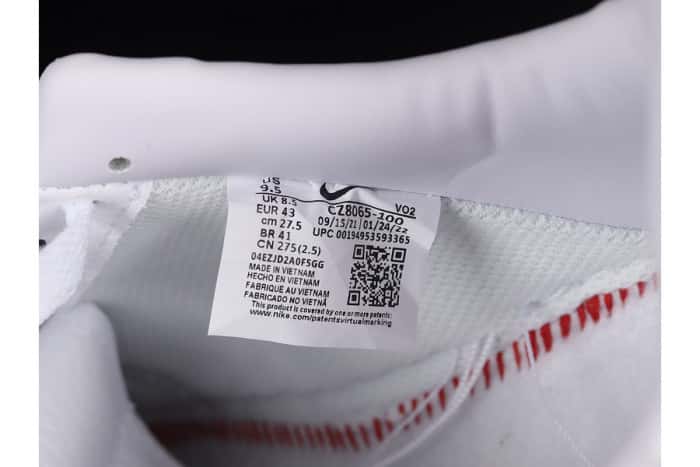 US
9.5
UK 8.5
EUR 43
cm 27.5
BR 41
CN 275(2.5)
04EZJD2A0F5GG
MADE IN VIETNAM
HECHO EN VIETNAM
FABRIQUE AU VIETNAM
FABRICADO NO VIETNÃ
This product is covered by one or more patents:
www.nike.com/patentsvirtualmarking
VO2
CZ8065-100
09/15/21 | 01/24/22
UPC 00194953593365